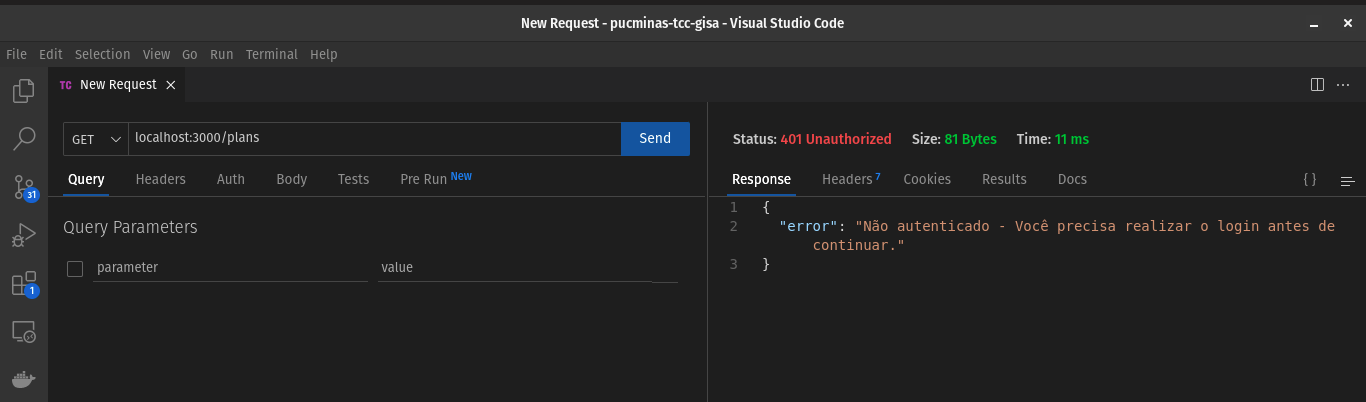 New Request - pucminas-tcc-gisa - Visual Studio Code
File Edit Selection View Go Run Terminal Help
TC New Request
GET localhost:3000/plans Send
Status: 401 Unauthorized Size: 81 Bytes Time: 11 ms
Query Headers Auth Body Tests Pre Run New
Response Headers 7 Cookies Results Docs { }
31
Query Parameters
parameter value
1 {
2 "error": "Não autenticado - Você precisa realizar o login antes de
continuar."
3 }
1